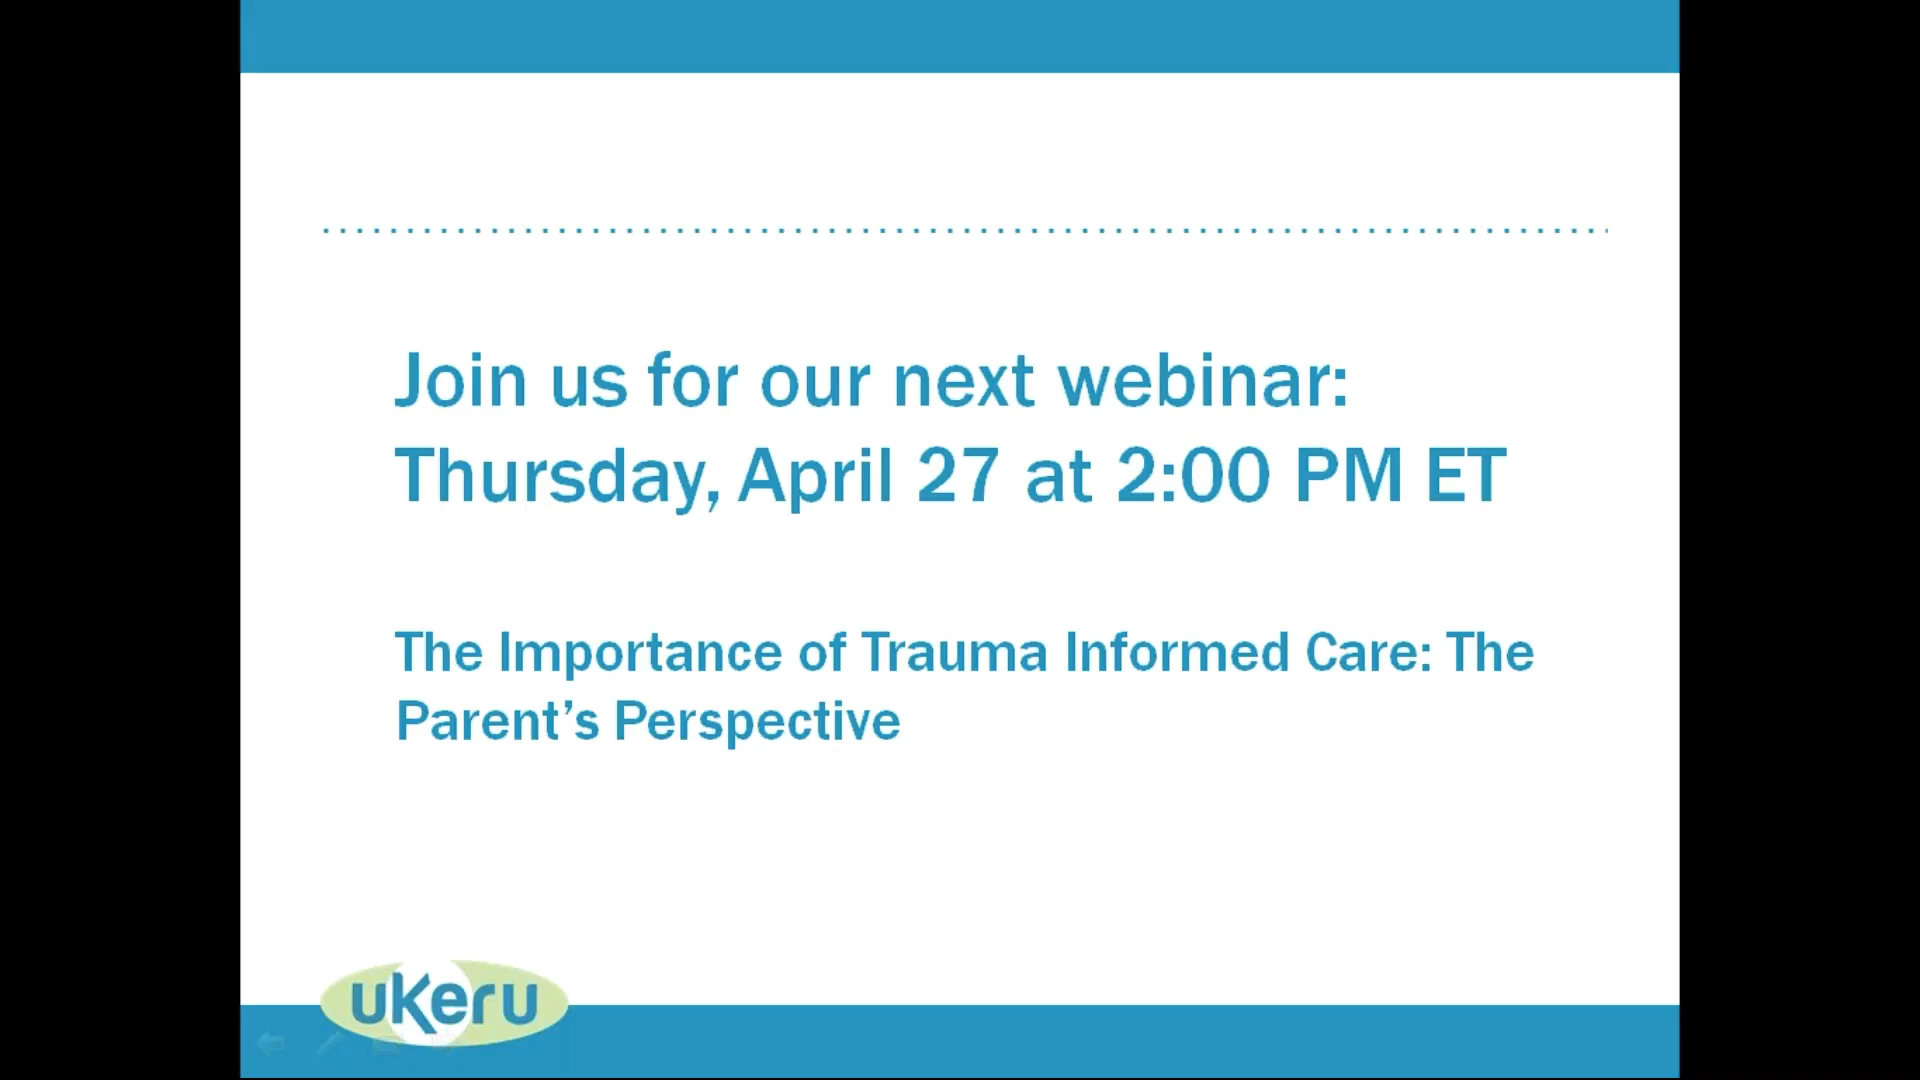 Join us for our next webinar:
Thursday, April 27 at 2:00 PM ET
The Importance of Trauma Informed Care: The
Parent’s Perspective
uKeru